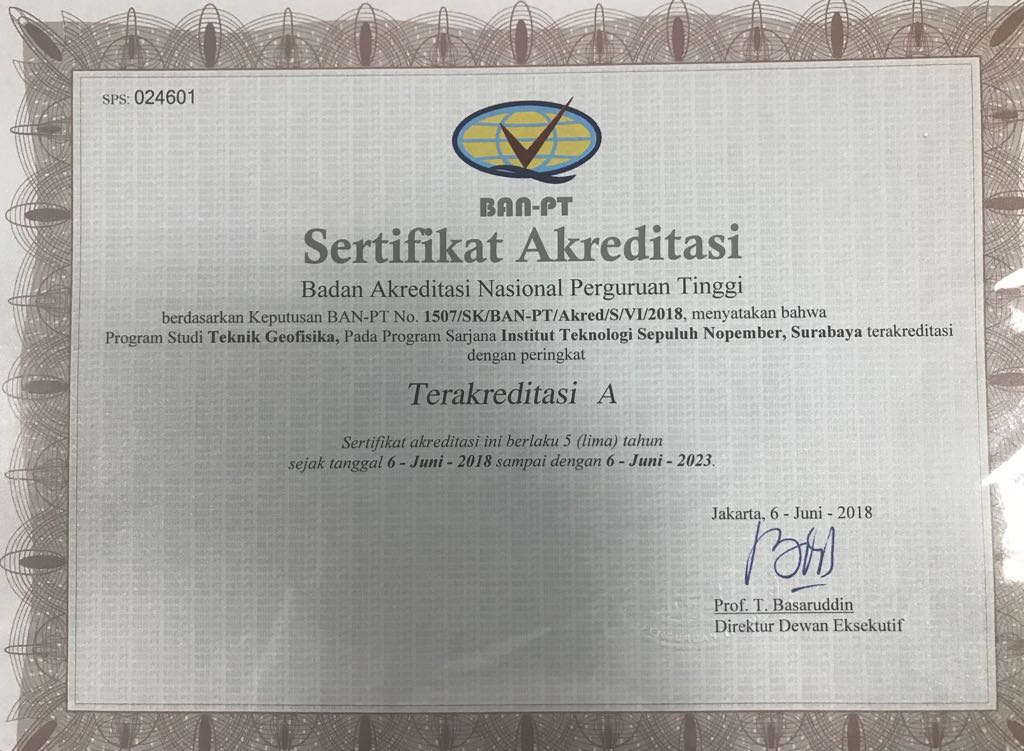 SPS: 024601
BAN-PT
Sertifikat Akreditasi
Badan Akreditasi Nasional Perguruan Tinggi
berdasarkan Keputusan BAN-PT No. 1507/SK/BAN-PT/Akred/S/VI/2018, menyatakan bahwa
Program Studi Teknik Geofisika, Pada Program Sarjana Institut Teknologi Sepuluh Nopember, Surabaya terakreditasi
dengan peringkat
Terakreditasi A
Sertifikat akreditasi ini berlaku 5 (lima) tahun
sejak tanggal 6 - Juni - 2018 sampai dengan 6 - Juni - 2023.
Jakarta, 6 - Juni - 2018
Prof. T. Basaruddin
Direktur Dewan Eksekutif